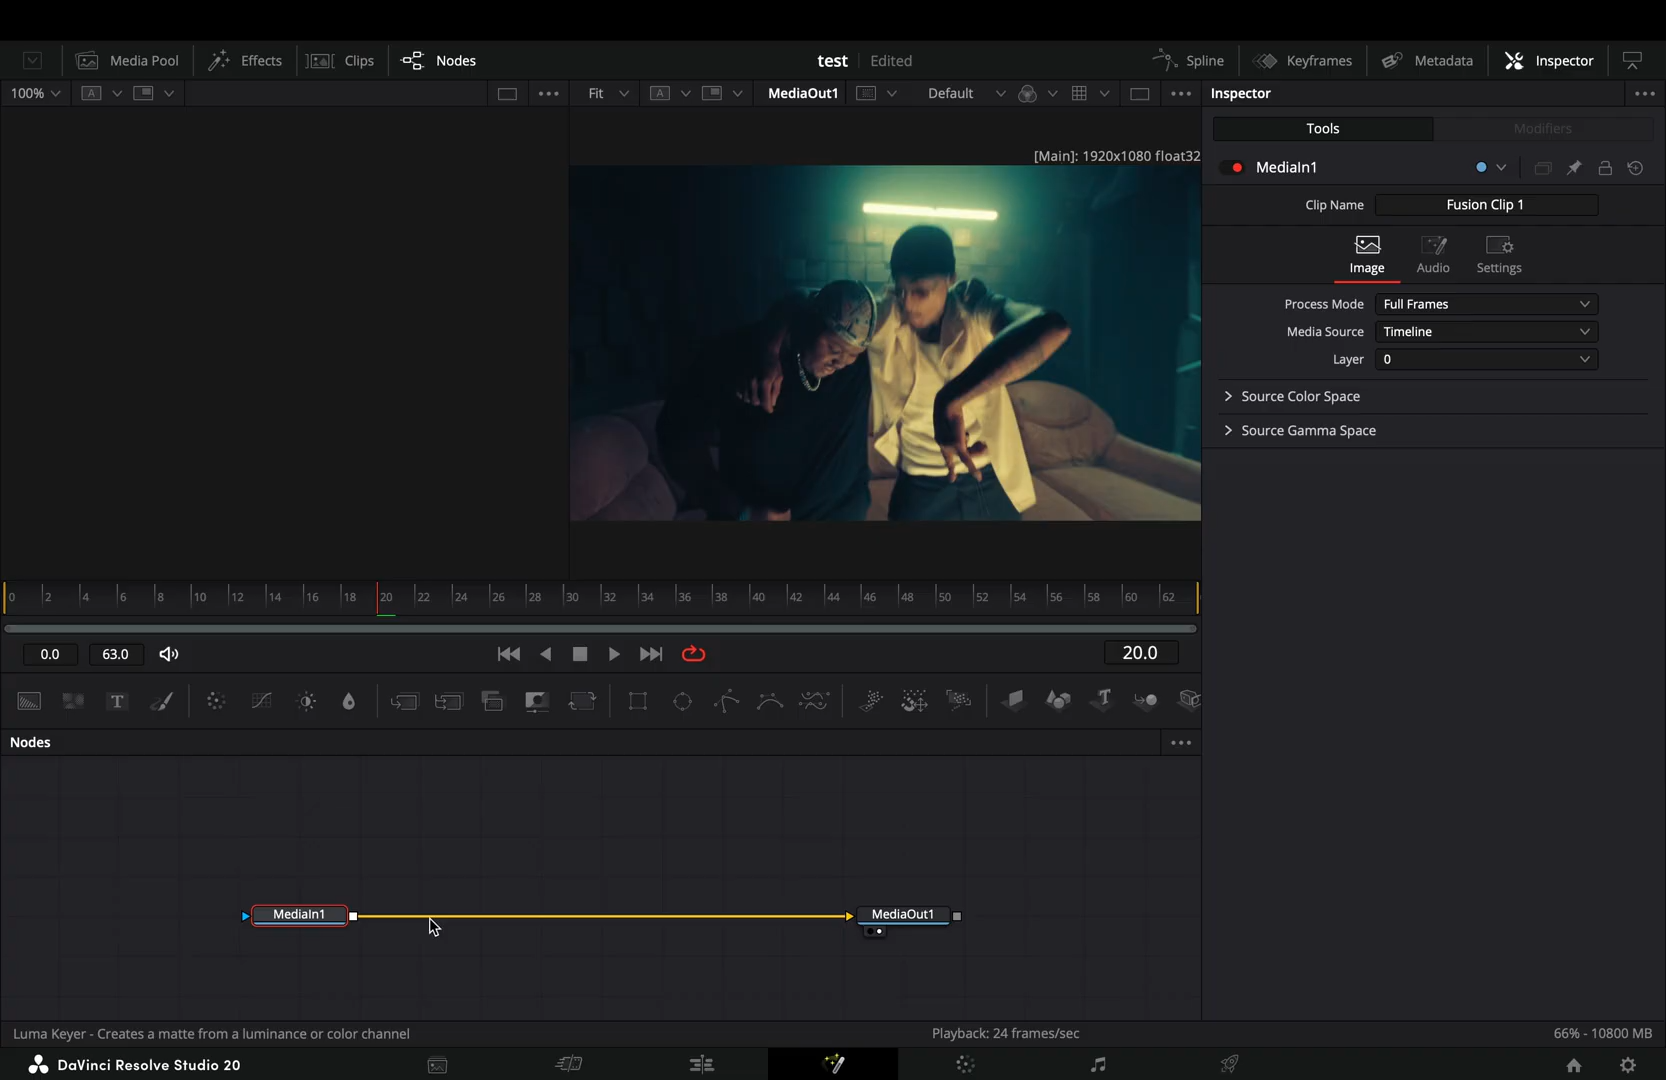 Media Pool Effects Clips Nodes test Edited Spline Keyframes Metadata Inspector
100% A Fit A MediaOut1 Default Inspector
Tools Modifiers
[Main]: 1920x1080 float32
MediaIn1
Clip Name Fusion Clip 1
Image Audio Settings
Process Mode Full Frames
Media Source Timeline
Layer 0
Source Color Space
Source Gamma Space
0 2 4 6 8 10 12 14 16 18 20 22 24 26 28 30 32 34 36 38 40 42 44 46 48 50 52 54 56 58 60 62
0.0 63.0 20.0
T T
Nodes
MediaIn1 MediaOut1
Luma Keyer - Creates a matte from a luminance or color channel Playback: 24 frames/sec 66% - 10800 MB
DaVinci Resolve Studio 20